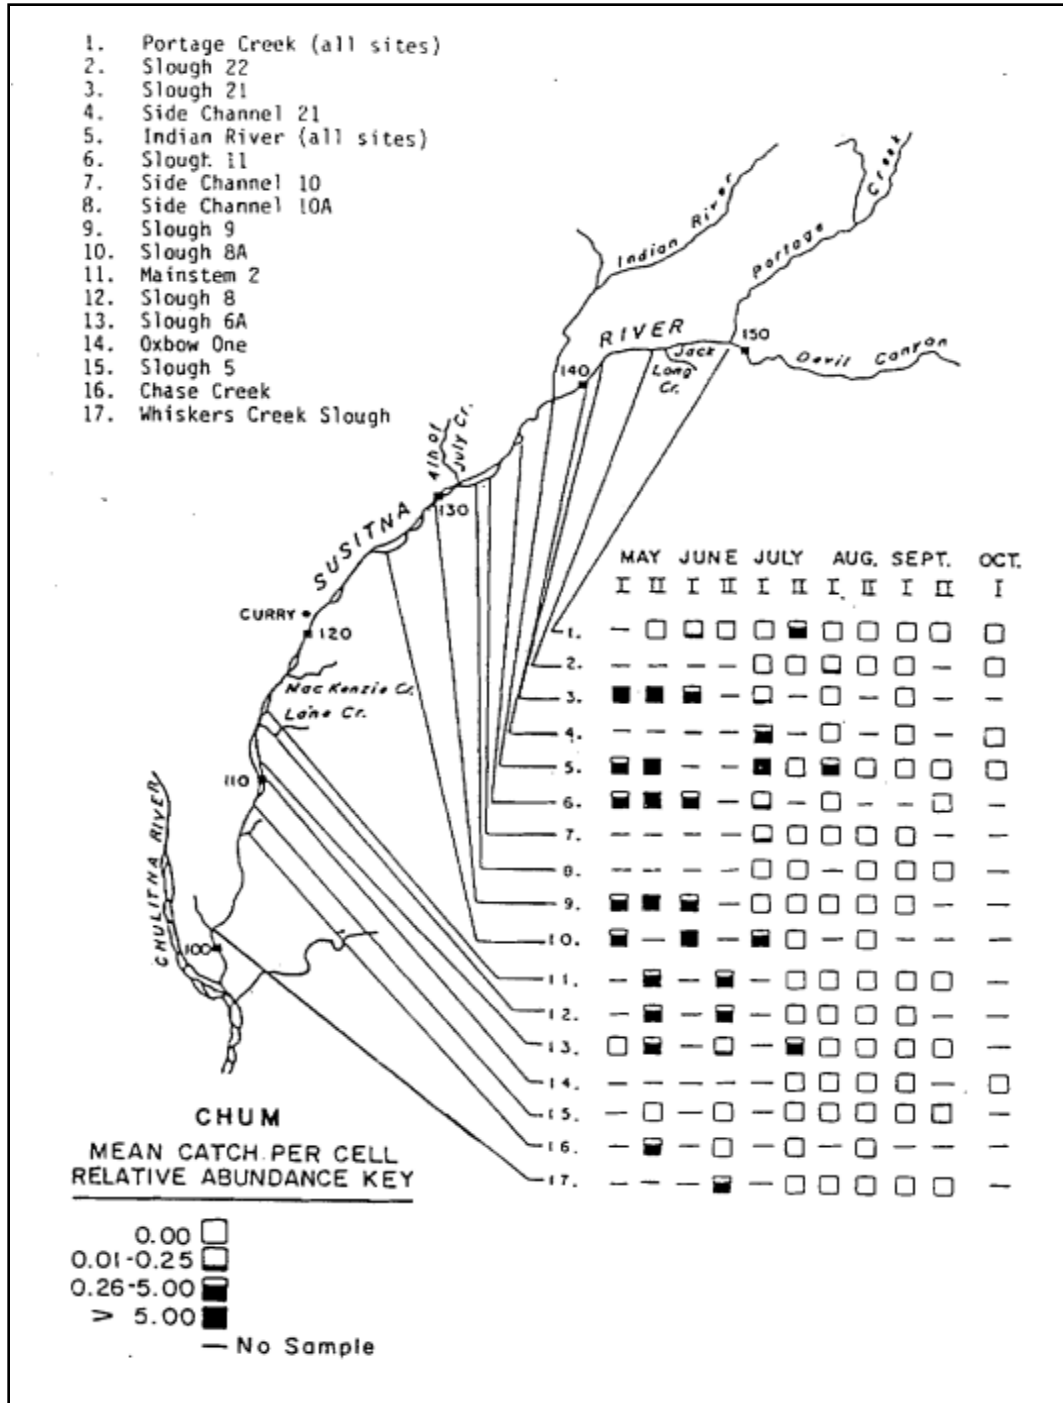 1. Portage Creek (all sites)
2. Slough 22
3. Slough 21
4. Side Channel 21
5. Indian River (all sites)
6. Slough 11
7. Side Channel 10
8. Side Channel 10A
9. Slough 9
10. Slough 8A
11. Mainstem 2
12. Slough 8
13. Slough 6A
14. Oxbow One
15. Slough 5
16. Chase Creek
17. Whiskers Creek Slough
Indian River
Portage Creek
RIVER
150
Jack
Long
Cr.
Devil Canyon
140
4th of
July Cr.
130
SUSITNA
CURRY
120
MacKenzie Cr.
Lane Cr.
110
CHULITNA RIVER
100
MAY JUNE JULY AUG. SEPT. OCT.
I II I II I II I II I II I
1.
2.
3.
4.
5.
6.
7.
8.
9.
10.
11.
12.
13.
14.
15.
16.
17.
CHUM
MEAN CATCH PER CELL
RELATIVE ABUNDANCE KEY
0.00
0.01-0.25
0.26-5.00
> 5.00
— No Sample